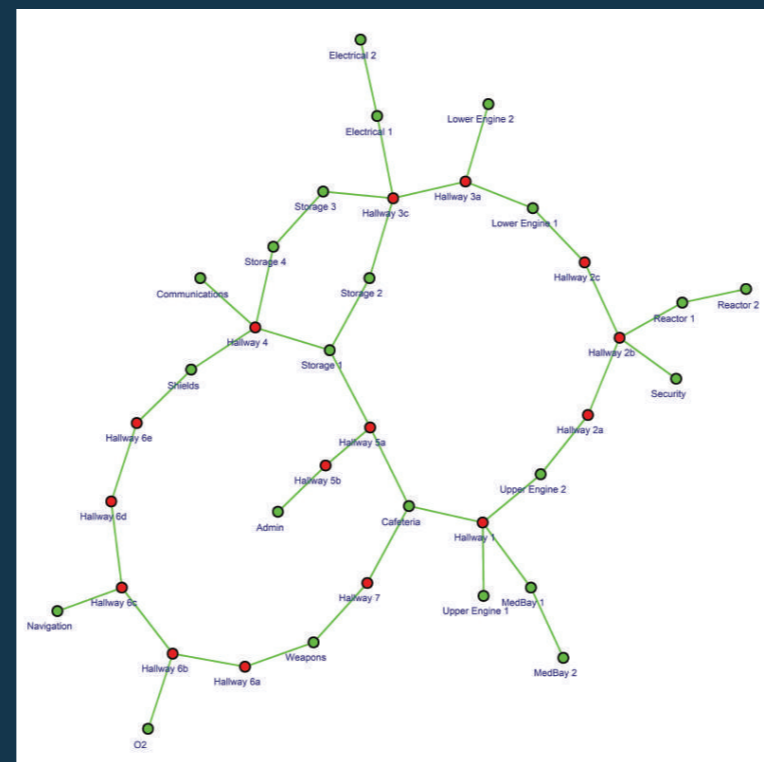 Electrical 2
Electrical 1
Lower Engine 2
Hallway 3a
Storage 3
Hallway 3c
Lower Engine 1
Storage 4
Hallway 2c
Communications
Storage 2
Reactor 1
Reactor 2
Hallway 4
Hallway 2b
Storage 1
Shields
Security
Hallway 6e
Hallway 5a
Hallway 2a
Hallway 5b
Upper Engine 2
Hallway 6d
Admin
Cafeteria
Hallway 1
Hallway 6c
Hallway 7
MedBay 1
Upper Engine 1
Navigation
Weapons
Hallway 6b
Hallway 6a
MedBay 2
O2